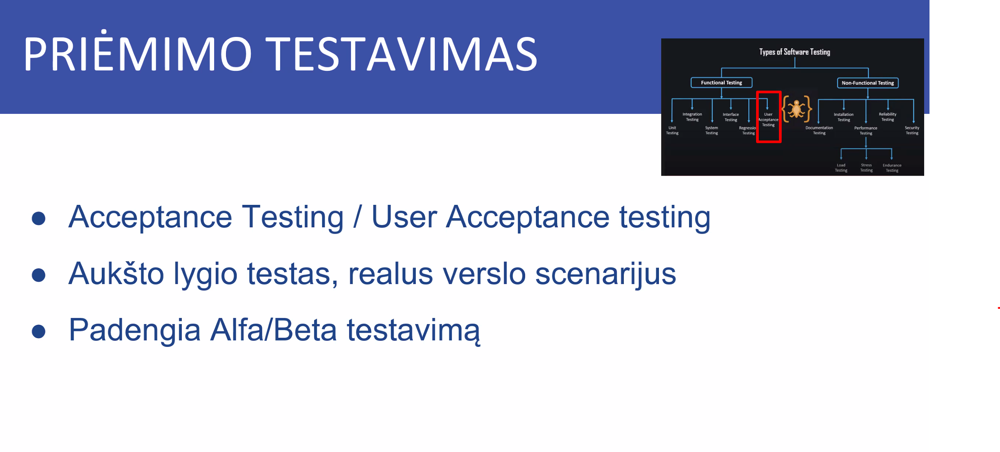 PRIĖMIMO TESTAVIMAS
Types of Software Testing
Functional Testing
Non-Functional Testing
Unit
Testing
Integration
Testing
System
Testing
Interface
Testing
Regressio
Testing
User
Acceptance
Testing
Documentation
Testing
Installation
Testing
Performance
Testing
Reliability
Testing
Security
Testing
Load
Testing
Stress
Testing
Endurance
Testing
● Acceptance Testing / User Acceptance testing
● Aukšto lygio testas, realus verslo scenarijus
● Padengia Alfa/Beta testavimą